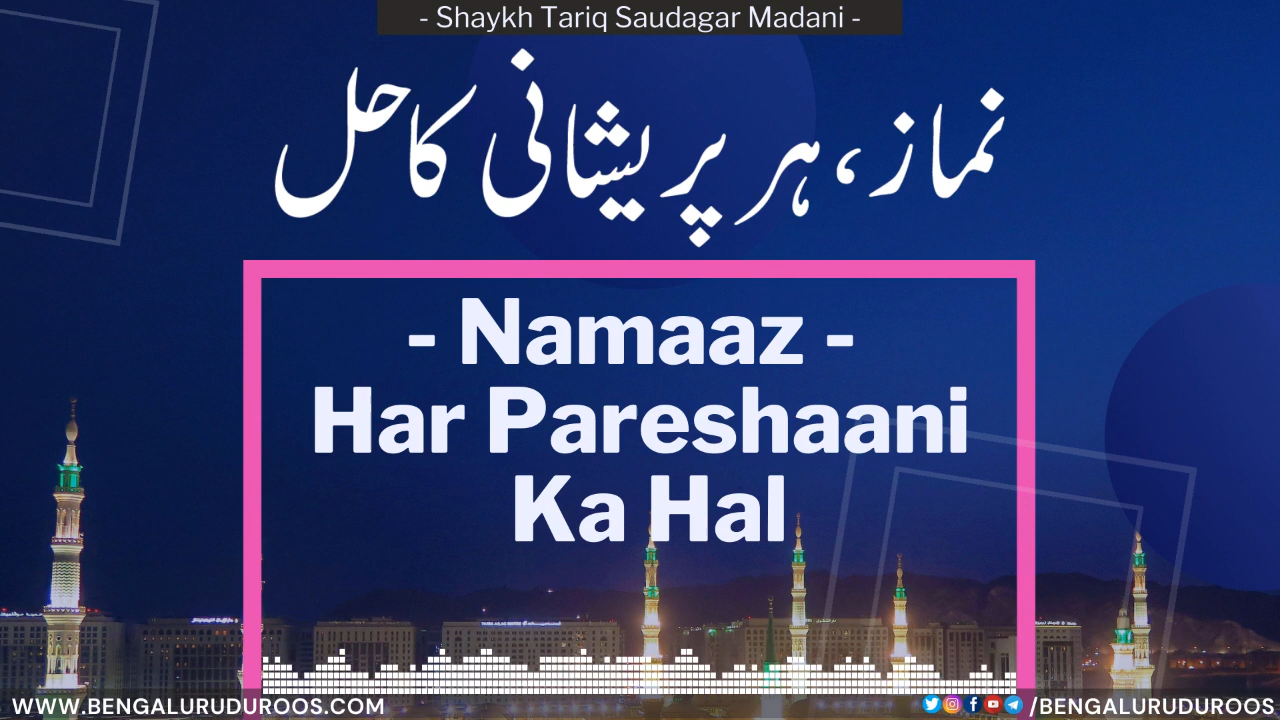 - Shaykh Tariq Saudagar Madani -
نماز، ہر پریشانی کا حل
- Namaaz -
Har Pareshaani
Ka Hal
WWW.BENGALURUDUROOS.COM
/BENGALURUDUROOS